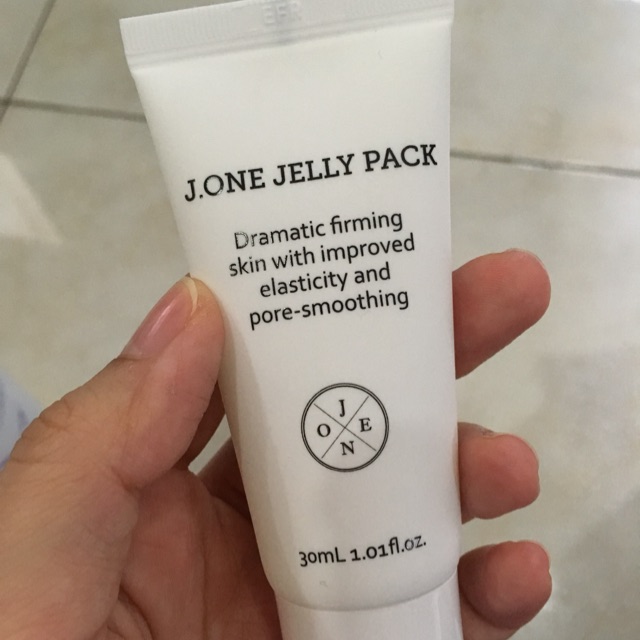 J.ONE JELLY PACK
Dramatic firming
skin with improved
elasticity and
pore-smoothing
J
O E
N
30mL 1.01fl.oz.